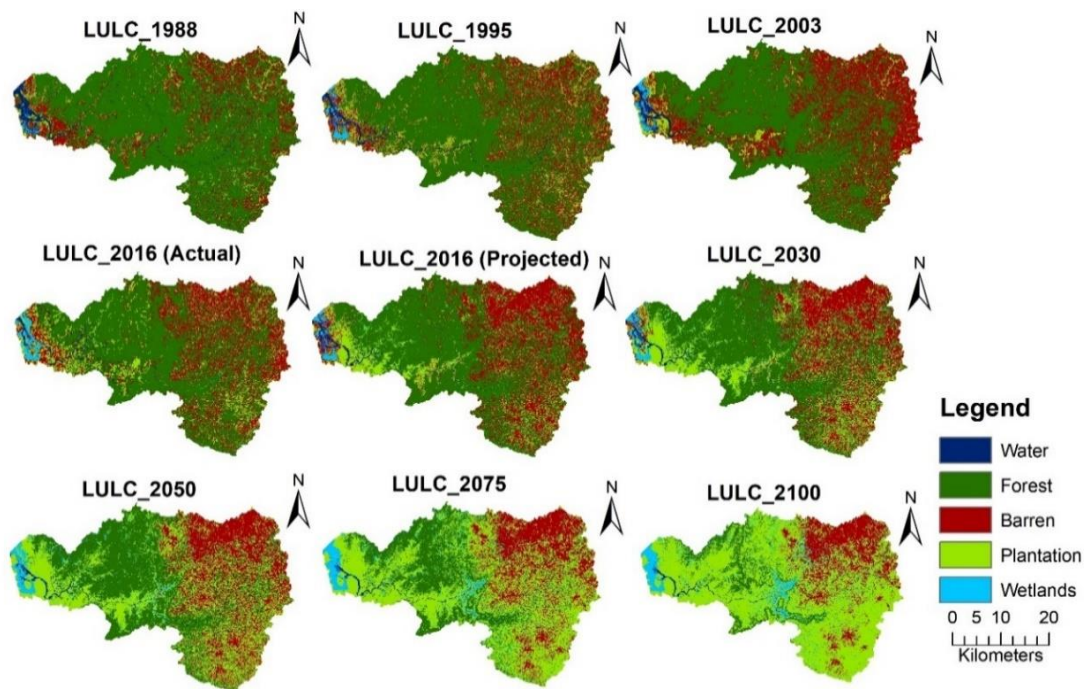 LULC_1988
N
LULC_1995
N
LULC_2003
N
LULC_2016 (Actual)
N
LULC_2016 (Projected)
N
LULC_2030
N
LULC_2050
N
LULC_2075
N
LULC_2100
N
Legend
Water
Forest
Barren
Plantation
Wetlands
0 5 10 20
Kilometers